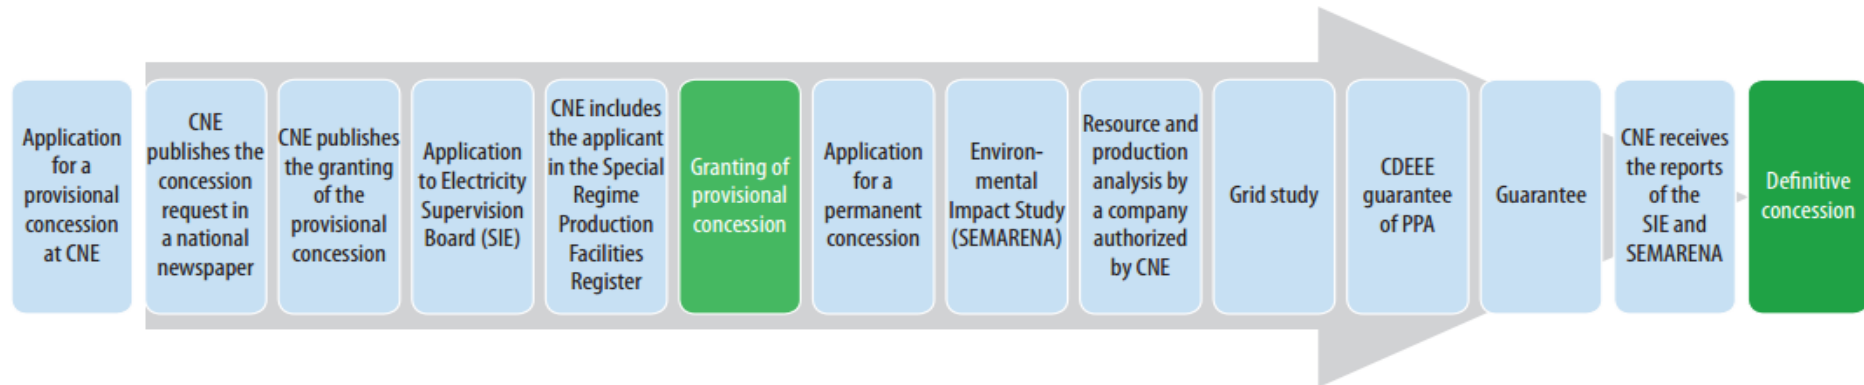 Application
for a
provisional
concession
at CNE
CNE
publishes the
concession
request in
a national
newspaper
CNE publishes
the granting
of the
provisional
concession
Application
to Electricity
Supervision
Board (SIE)
CNE includes
the applicant
in the Special
Regime
Production
Facilities
Register
Granting of
provisional
concession
Application
for a
permanent
concession
Environ-
mental
Impact Study
(SEMARENA)
Resource and
production
analysis by
a company
authorized
by CNE
Grid study
CDEEE
guarantee
of PPA
Guarantee
CNE receives
the reports
of the
SIE and
SEMARENA
Definitive
concession